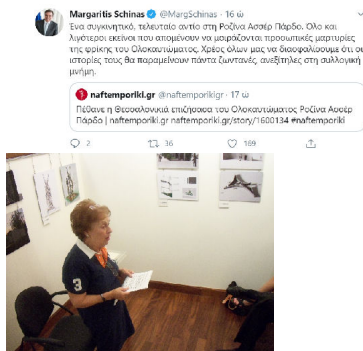 Margaritis Schinas @MargSchinas · 16 ώ
Ένα συγκινητικό, τελευταίο αντίο στη Ροζίνα Ασσέρ Πάρδο. Όλο και
λιγότεροι εκείνοι που απομένουν να μοιράζονται προσωπικές μαρτυρίες
της φρίκης του Ολοκαυτώματος. Χρέος όλων μας να διασφαλίσουμε ότι οι
ιστορίες τους θα παραμείνουν πάντα ζωντανές, ανεξίτηλες στη συλλογική
μνήμη.
naftemporiki.gr @naftemporikigr · 17 ώ
Πέθανε η Θεσσαλονικιά επιζήσασα του Ολοκαυτώματος Ροζίνα Ασσέρ
Πάρδο | naftemporiki.gr naftemporiki.gr/story/1600134 #naftemporiki
2 36 169
3